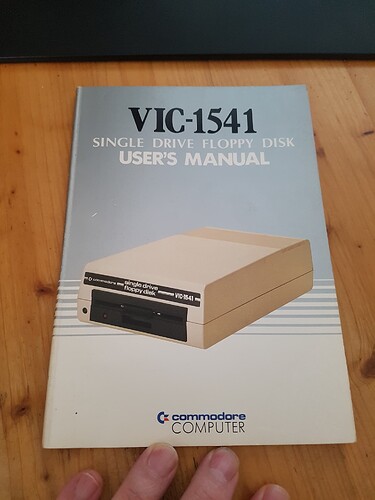 VIC-1541
SINGLE DRIVE FLOPPY DISK
USER'S MANUAL
commodore single drive floppy disk VIC-1541
commodore
COMPUTER